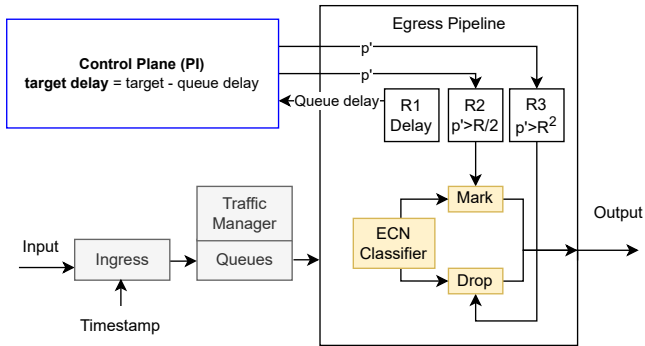 Egress Pipeline
Control Plane (PI)
target delay = target - queue delay
p'
p'
Queue delay
R1
Delay
R2
p'>R/2
R3
p'>R²
Traffic
Manager
Queues
Mark
ECN
Classifier
Drop
Output
Input
Ingress
Timestamp